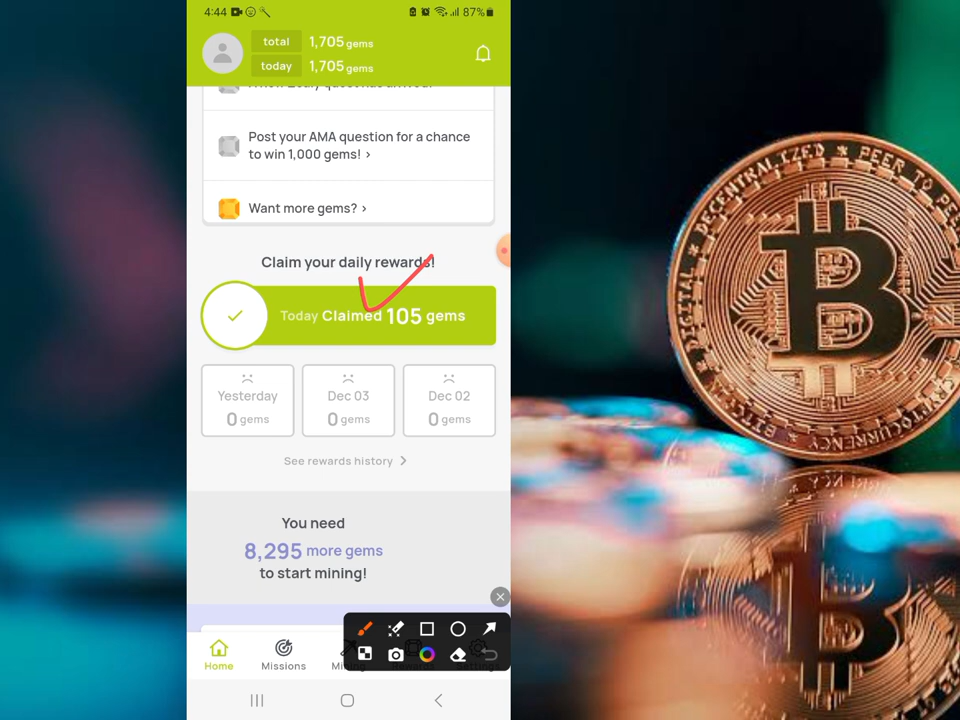 4:44
87%
total 1,705 gems
today 1,705 gems
Post your AMA question for a chance
to win 1,000 gems! ›
Want more gems? ›
Claim your daily rewards!
Today Claimed 105 gems
Yesterday
0 gems
Dec 03
0 gems
Dec 02
0 gems
See rewards history >
You need
8,295 more gems
to start mining!
Home
Missions
DECENTRALIZED * PEER TO
DIGITAL
BIT
CRYPTOCURRENCY
B